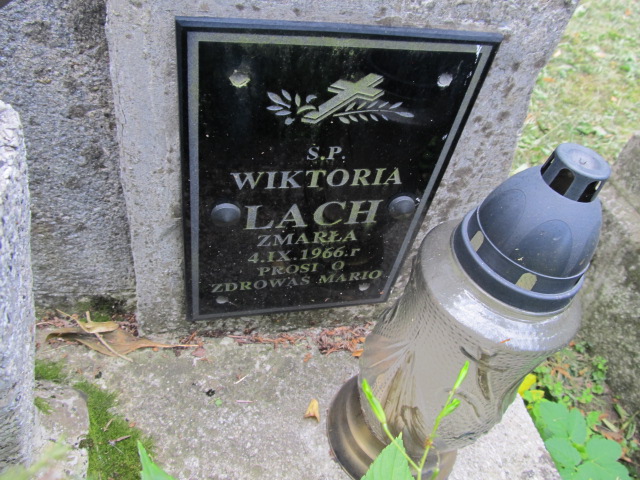 Ś.P.
WIKTORIA
LACH
ZMARŁA
4.IX.1966.r
PROSI O
ZDROWAŚ MARIO